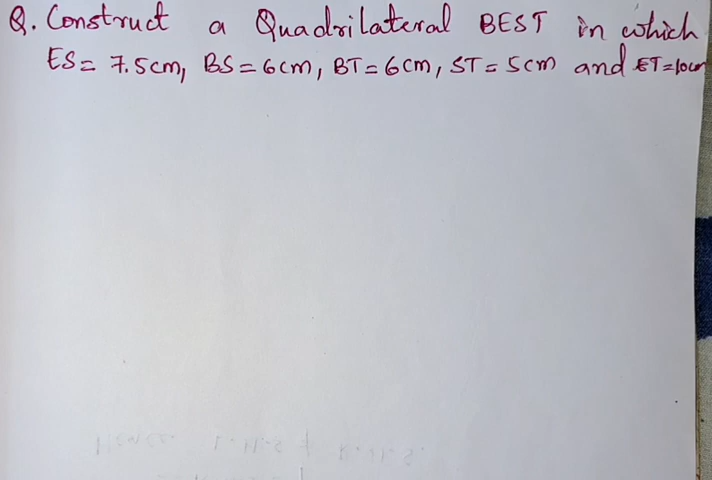 Q. Construct a Quadrilateral BEST in which
ES = 7.5cm, BS = 6cm, BT = 6cm, ST = 5cm and ET = 10cm